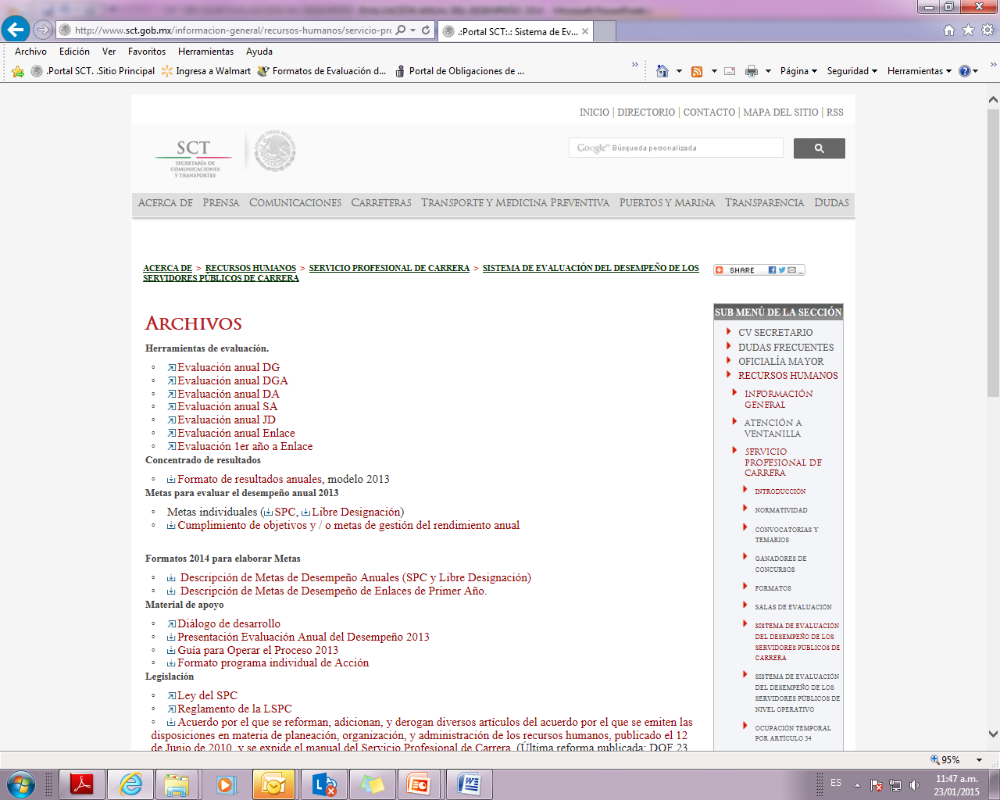 http://www.sct.gob.mx/informacion-general/recursos-humanos/servicio-pro
.:Portal SCT:.: Sistema de Ev...
Archivo Edición Ver Favoritos Herramientas Ayuda
.Portal SCT. .Sitio Principal Ingresa a Walmart Formatos de Evaluación d... Portal de Obligaciones de ... Página Seguridad Herramientas
INICIO | DIRECTORIO | CONTACTO | MAPA DEL SITIO | RSS
SCT
SECRETARÍA DE
COMUNICACIONES
Y TRANSPORTES
Google™ Búsqueda personalizada
ACERCA DE PRENSA COMUNICACIONES CARRETERAS TRANSPORTE Y MEDICINA PREVENTIVA PUERTOS Y MARINA TRANSPARENCIA DUDAS
ACERCA DE > RECURSOS HUMANOS > SERVICIO PROFESIONAL DE CARRERA > SISTEMA DE EVALUACIÓN DEL DESEMPEÑO DE LOS
SERVIDORES PÚBLICOS DE CARRERA
SHARE
ARCHIVOS
Herramientas de evaluación.
Evaluación anual DG
Evaluación anual DGA
Evaluación anual DA
Evaluación anual SA
Evaluación anual JD
Evaluación anual Enlace
Evaluación 1er año a Enlace
Concentrado de resultados
Formato de resultados anuales, modelo 2013
Metas para evaluar el desempeño anual 2013
Metas individuales (SPC, Libre Designación)
Cumplimiento de objetivos y / o metas de gestión del rendimiento anual
Formatos 2014 para elaborar Metas
Descripción de Metas de Desempeño Anuales (SPC y Libre Designación)
Descripción de Metas de Desempeño de Enlaces de Primer Año.
Material de apoyo
Diálogo de desarrollo
Presentación Evaluación Anual del Desempeño 2013
Guía para Operar el Proceso 2013
Formato programa individual de Acción
Legislación
Ley del SPC
Reglamento de la LSPC
Acuerdo por el que se reforman, adicionan, y derogan diversos artículos del acuerdo por el que se emiten las
disposiciones en materia de planeación, organización, y administración de los recursos humanos, publicado el 12
de Junio de 2010, y se expide el manual del Servicio Profesional de Carrera. (Última reforma publicada: DOF 23
SUB MENÚ DE LA SECCIÓN
CV SECRETARIO
DUDAS FRECUENTES
OFICIALÍA MAYOR
RECURSOS HUMANOS
INFORMACIÓN
GENERAL
ATENCIÓN A
VENTANILLA
SERVICIO
PROFESIONAL DE
CARRERA
INTRODUCCIÓN
NORMATIVIDAD
CONVOCATORIAS Y
TEMARIOS
GANADORES DE
CONCURSOS
FORMATOS
SALAS DE EVALUACIÓN
SISTEMA DE EVALUACIÓN
DEL DESEMPEÑO DE LOS
SERVIDORES PÚBLICOS DE
CARRERA
SISTEMA DE EVALUACIÓN
DEL DESEMPEÑO DE LOS
SERVIDORES PÚBLICOS DE
NIVEL OPERATIVO
OCUPACIÓN TEMPORAL
POR ARTÍCULO 34
95%
ES
11:47 a.m.
23/01/2015